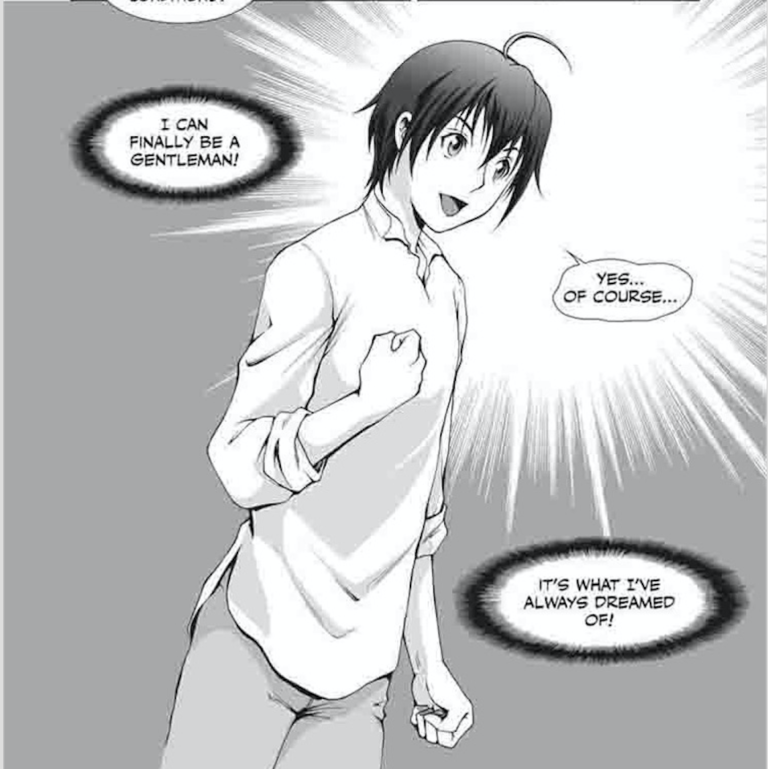 I CAN
FINALLY BE A
GENTLEMAN!
YES...
OF COURSE...
IT'S WHAT I'VE
ALWAYS DREAMED
OF!